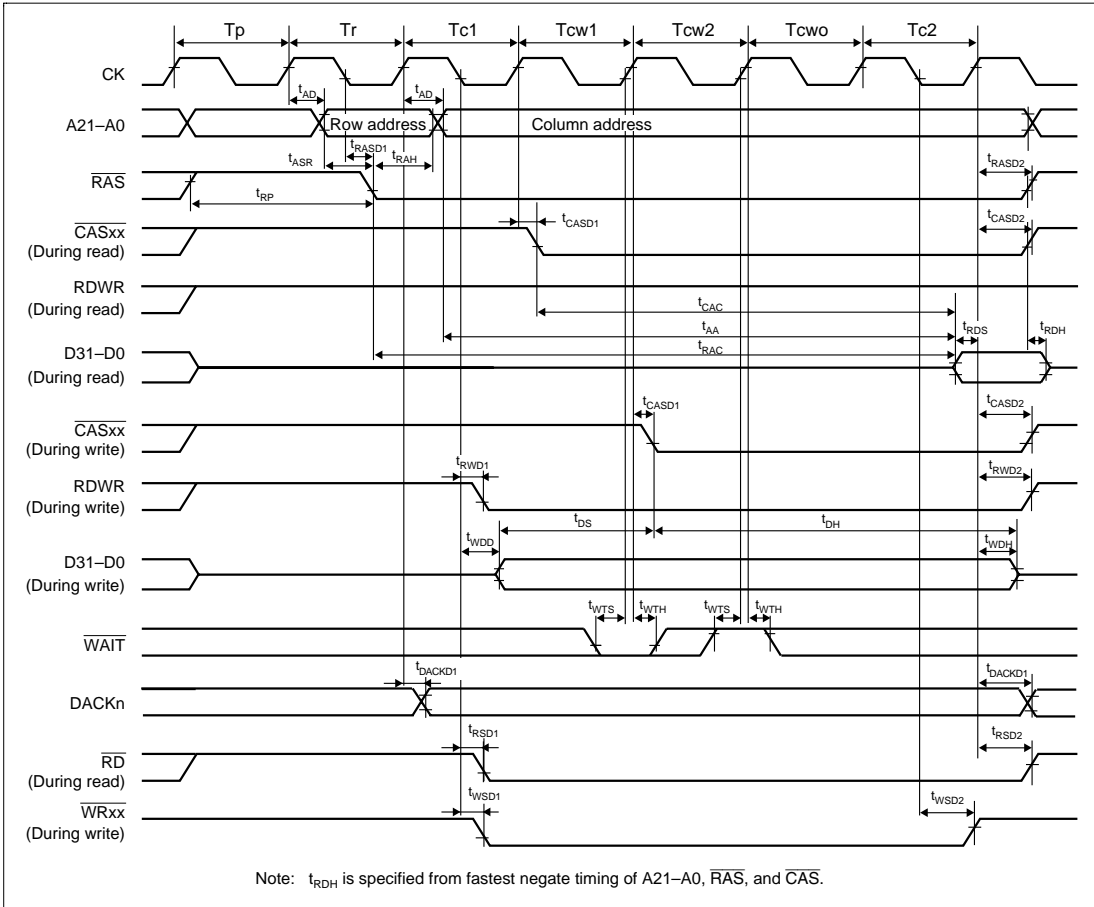 Tp Tr Tc1 Tcw1 Tcw2 Tcwo Tc2
CK
tAD tAD
A21–A0 Row address Column address
tASR tRASD1 tRAH tRASD2
RAS tRP
CASxx tCASD1 tCASD2
(During read)
RDWR
(During read) tCAC
tAA tRDS tRDH
D31–D0 tRAC
(During read)
tCASD1 tCASD2
CASxx
(During write)
tRWD1 tRWD2
RDWR
(During write)
tDS tDH
tWDD tWDH
D31–D0
(During write)
tWTS tWTH tWTS tWTH
WAIT
tDACKD1 tDACKD1
DACKn
tRSD1 tRSD2
RD
(During read)
tWSD1 tWSD2
WRxx
(During write)
Note: tRDH is specified from fastest negate timing of A21–A0, RAS, and CAS.